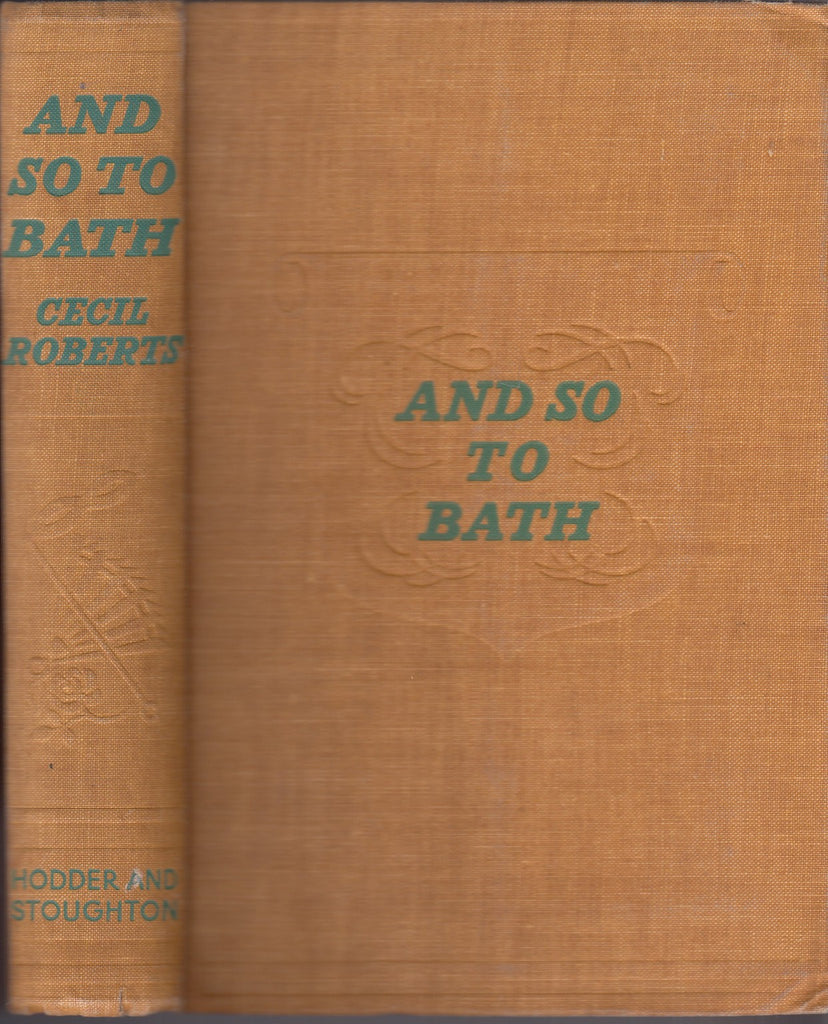 AND
SO TO
BATH
CECIL
ROBERTS
HODDER AND
STOUGHTON
AND SO
TO
BATH